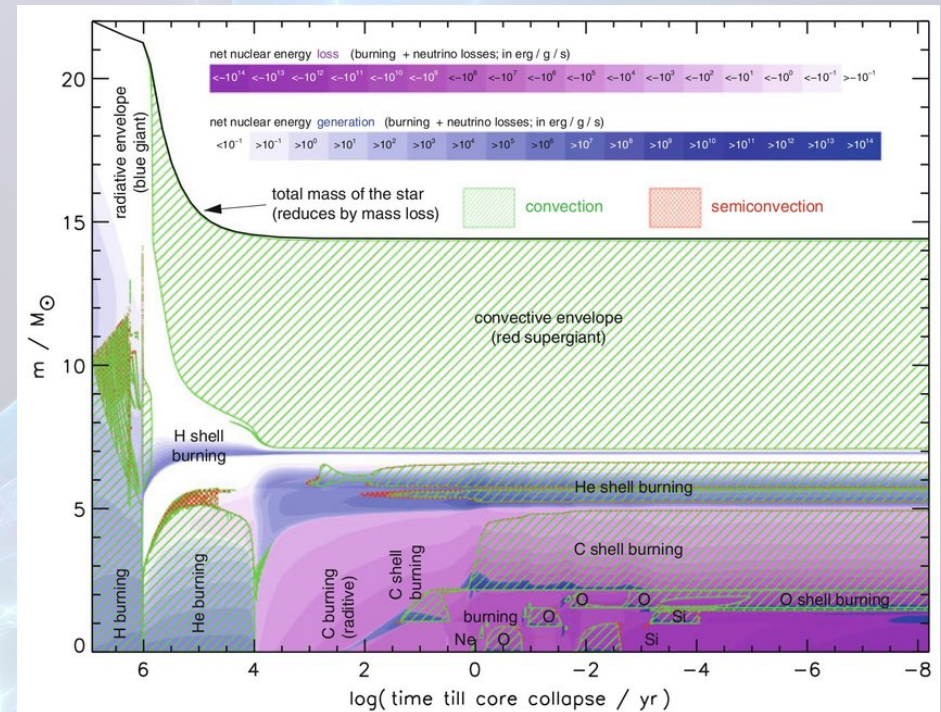 net nuclear energy loss (burning + neutrino losses; in erg / g / s)
<−10¹⁴ <−10¹³ <−10¹² <−10¹¹ <−10¹⁰ <−10⁹ <−10⁸ <−10⁷ <−10⁶ <−10⁵ <−10⁴ <−10³ <−10² <−10¹ <−10⁰ <−10⁻¹ >−10⁻¹
net nuclear energy generation (burning + neutrino losses; in erg / g / s)
<10⁻¹ >10⁻¹ >10⁰ >10¹ >10² >10³ >10⁴ >10⁵ >10⁶ >10⁷ >10⁸ >10⁹ >10¹⁰ >10¹¹ >10¹² >10¹³ >10¹⁴
radiative envelope
(blue giant)
total mass of the star
(reduces by mass loss)
convection
semiconvection
convective envelope
(red supergiant)
H shell
burning
He shell burning
H burning
He burning
C burning
(raditive)
C shell
burning
C shell burning
O O O shell burning
burning O Si
Ne O Si
20
15
10
5
0
m / M☉
6 4 2 0 −2 −4 −6 −8
log(time till core collapse / yr)